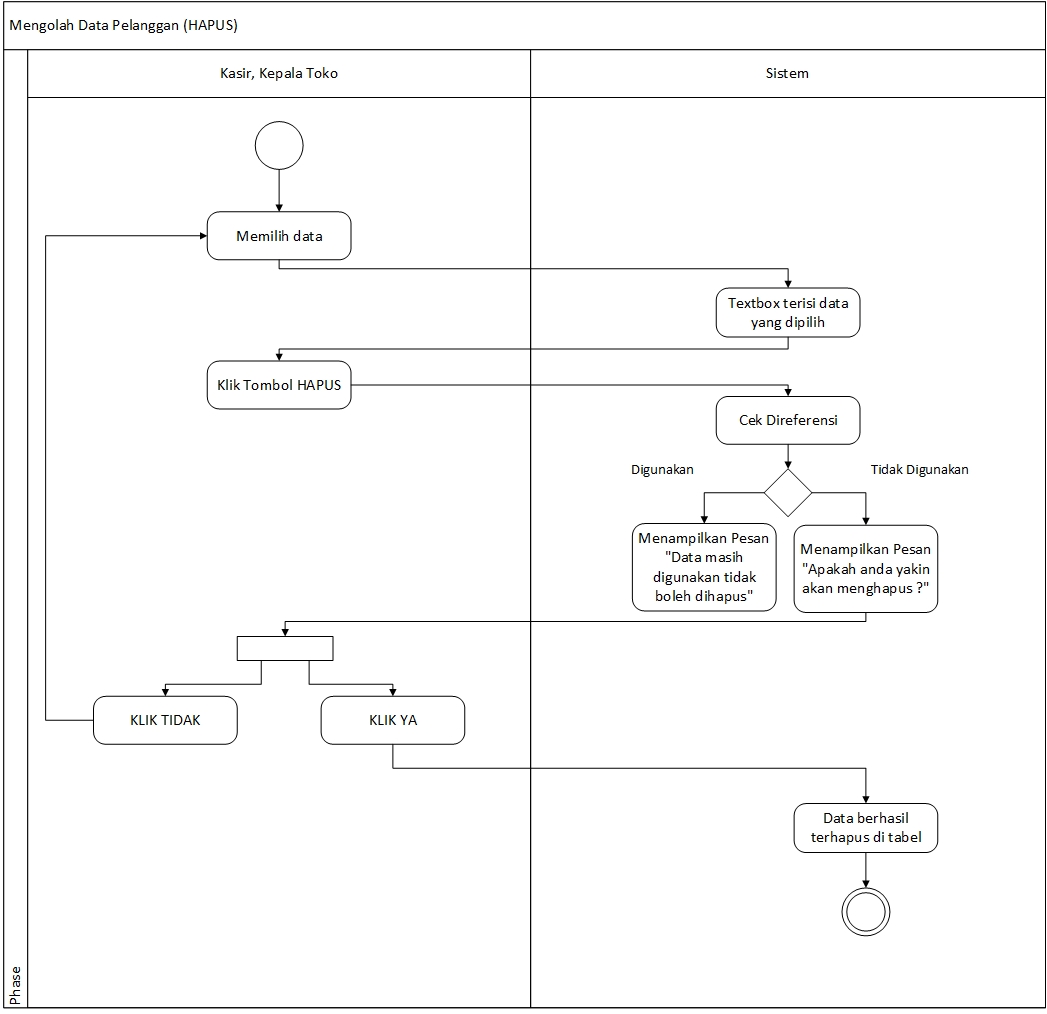 Mengolah Data Pelanggan (HAPUS)
Kasir, Kepala Toko
Sistem
Memilih data
Textbox terisi data
yang dipilih
Klik Tombol HAPUS
Cek Direferensi
Digunakan
Tidak Digunakan
Menampilkan Pesan
"Data masih
digunakan tidak
boleh dihapus"
Menampilkan Pesan
"Apakah anda yakin
akan menghapus ?"
KLIK TIDAK
KLIK YA
Data berhasil
terhapus di tabel
Phase